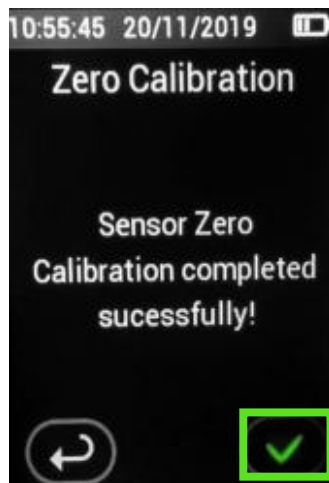 10:55:45 20/11/2019
Zero Calibration
Sensor Zero
Calibration completed
sucessfully!